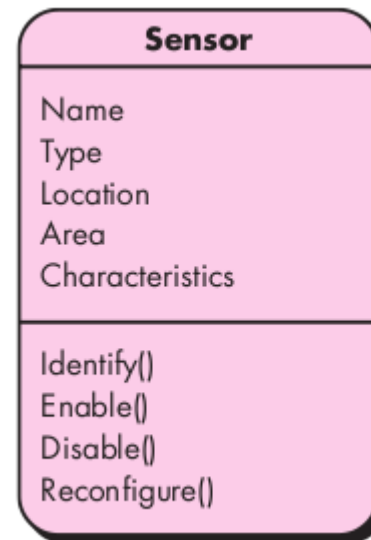 Sensor
Name
Type
Location
Area
Characteristics
Identify()
Enable()
Disable()
Reconfigure()